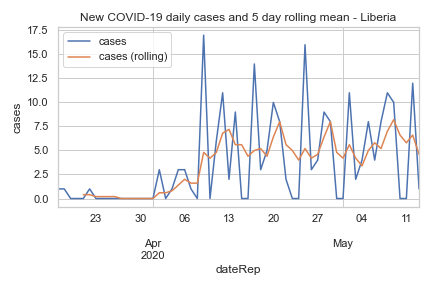 New COVID-19 daily cases and 5 day rolling mean - Liberia
cases
cases (rolling)
17.5
15.0
12.5
10.0
7.5
5.0
2.5
0.0
cases
23
30
06
13
20
27
04
11
Apr
2020
May
dateRep